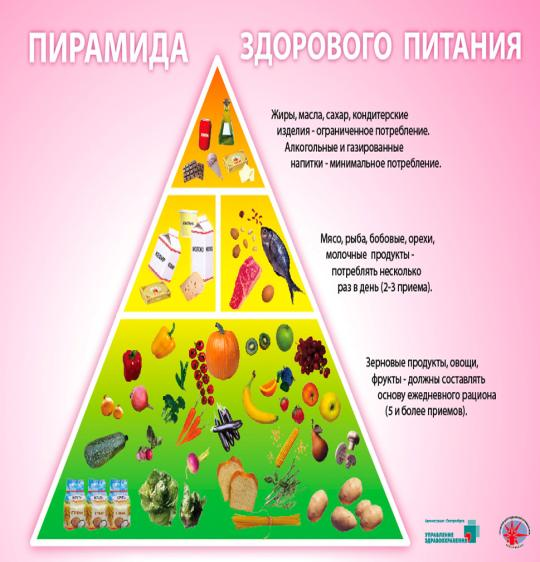 ПИРАМИДА ЗДОРОВОГО ПИТАНИЯ
Жиры, масла, сахар, кондитерские
изделия - ограниченное потребление.
Алкогольные и газированные
напитки - минимальное потребление.
Мясо, рыба, бобовые, орехи,
молочные продукты -
потреблять несколько
раз в день (2-3 приема).
Зерновые продукты, овощи,
фрукты - должны составлять
основу ежедневного рациона
(5 и более приемов).
УПРАВЛЕНИЕ
ЗДРАВООХРАНЕНИЯ